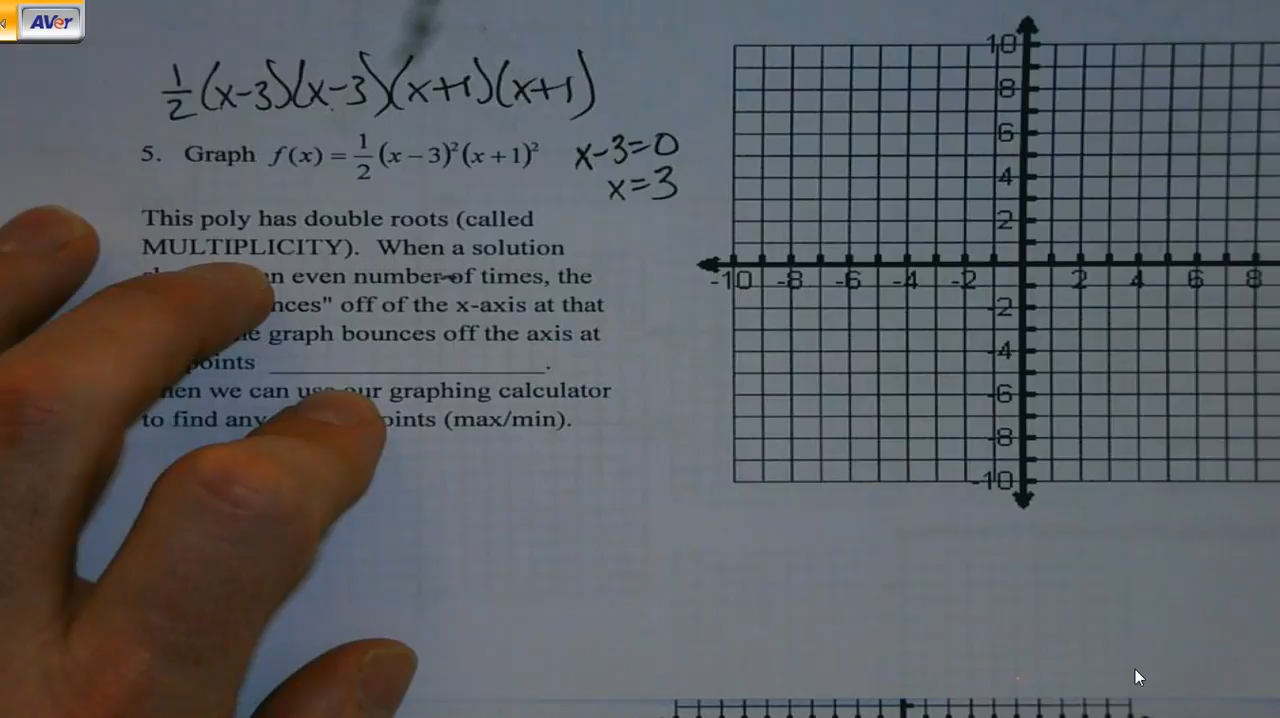 AVer
1/2 (x-3)(x-3)(x+1)(x+1)
5. Graph f(x) = 1/2 (x − 3)² (x + 1)² x-3=0
x=3
This poly has double roots (called
MULTIPLICITY). When a solution
even number of times, the
off of the x-axis at that
graph bounces off the axis at
points ____________________.
we can use our graphing calculator
to find any (max/min).
10
8
6
4
2
-10 -8 -6 -4 -2 2 4 6 8
-2
-4
-6
-8
-10